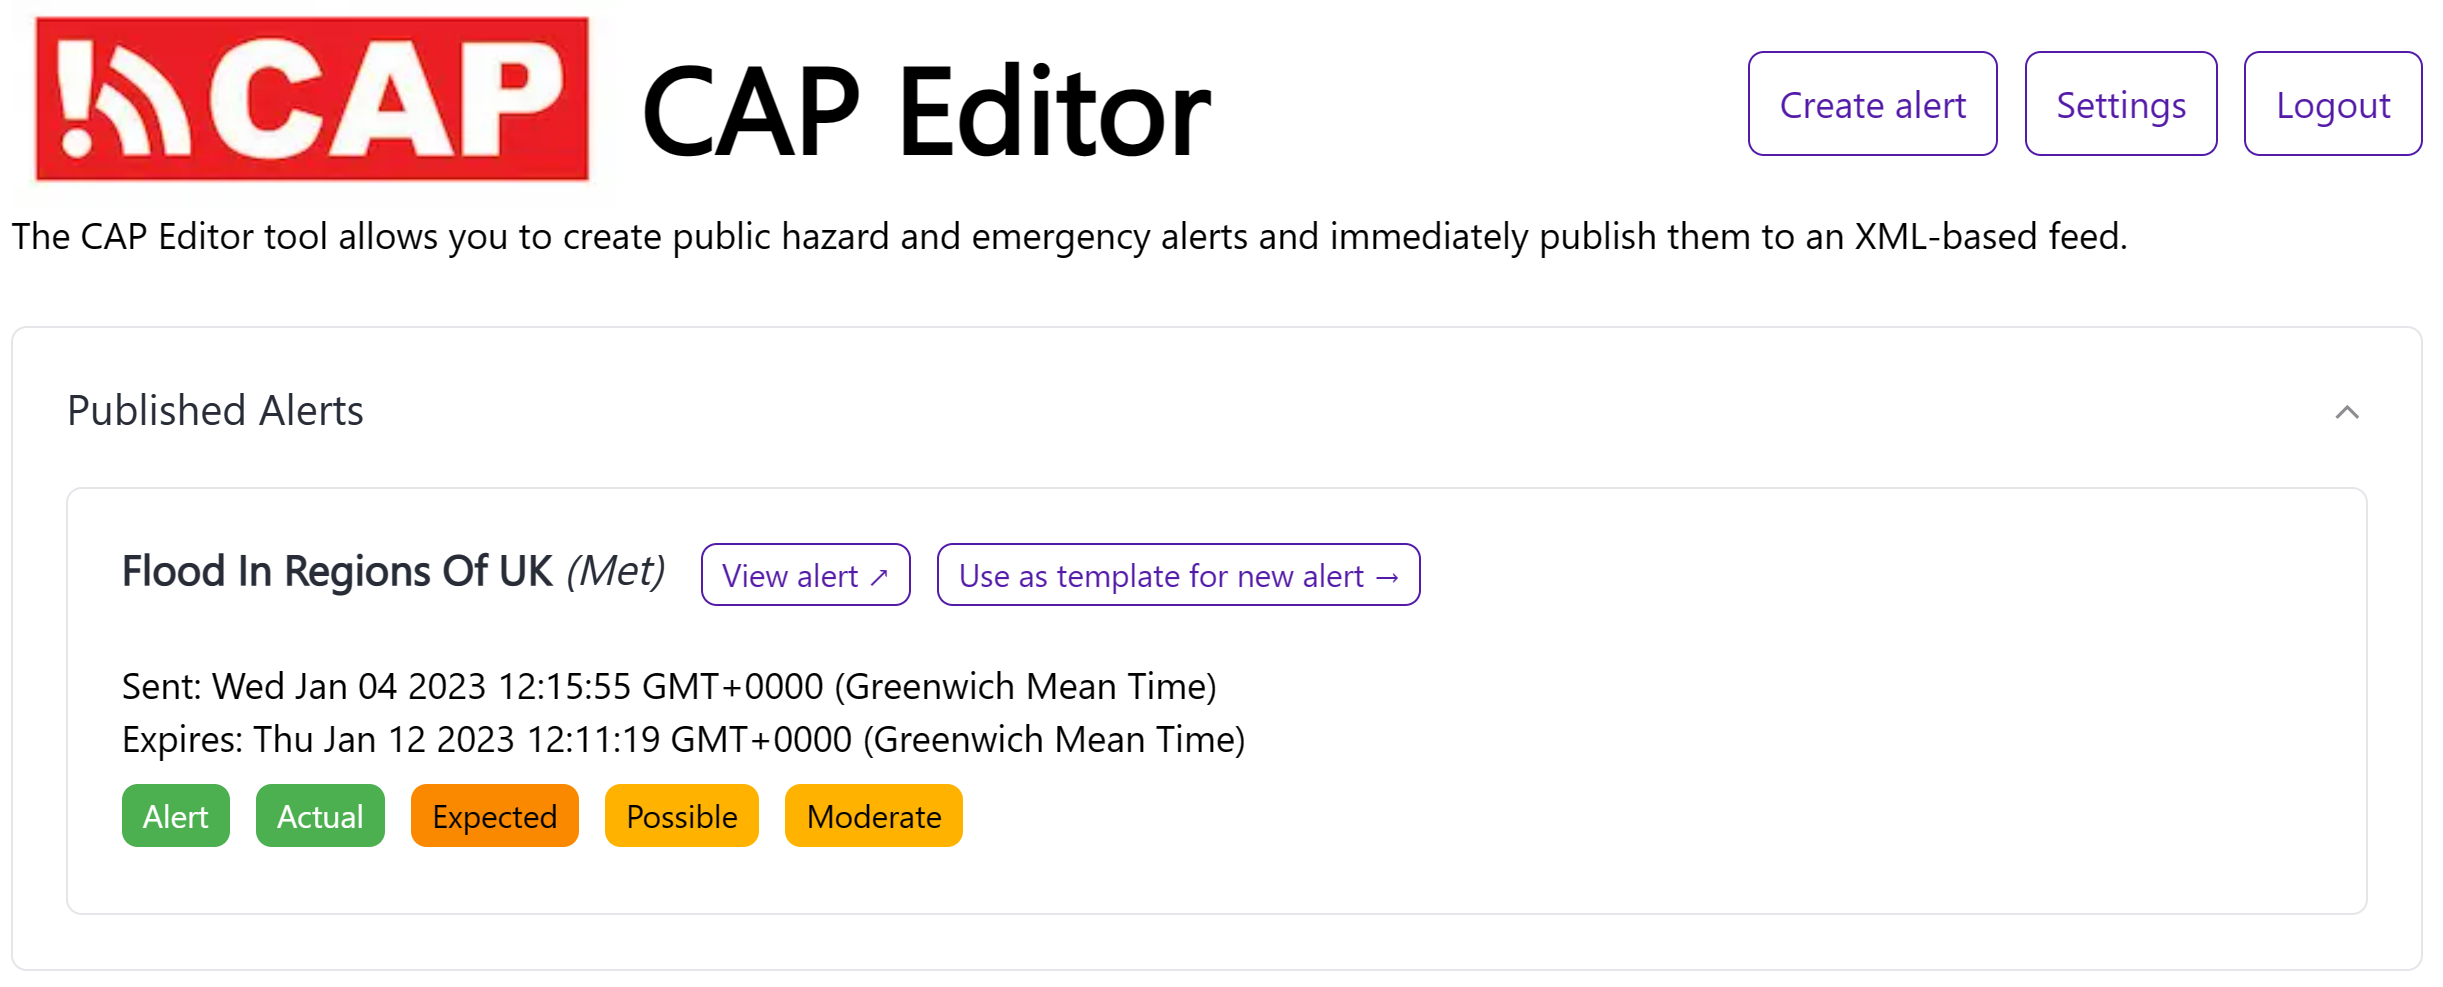 CAP
CAP Editor
Create alert
Settings
Logout
The CAP Editor tool allows you to create public hazard and emergency alerts and immediately publish them to an XML-based feed.
Published Alerts
Flood In Regions Of UK (Met)
View alert ↗
Use as template for new alert →
Sent: Wed Jan 04 2023 12:15:55 GMT+0000 (Greenwich Mean Time)
Expires: Thu Jan 12 2023 12:11:19 GMT+0000 (Greenwich Mean Time)
Alert
Actual
Expected
Possible
Moderate